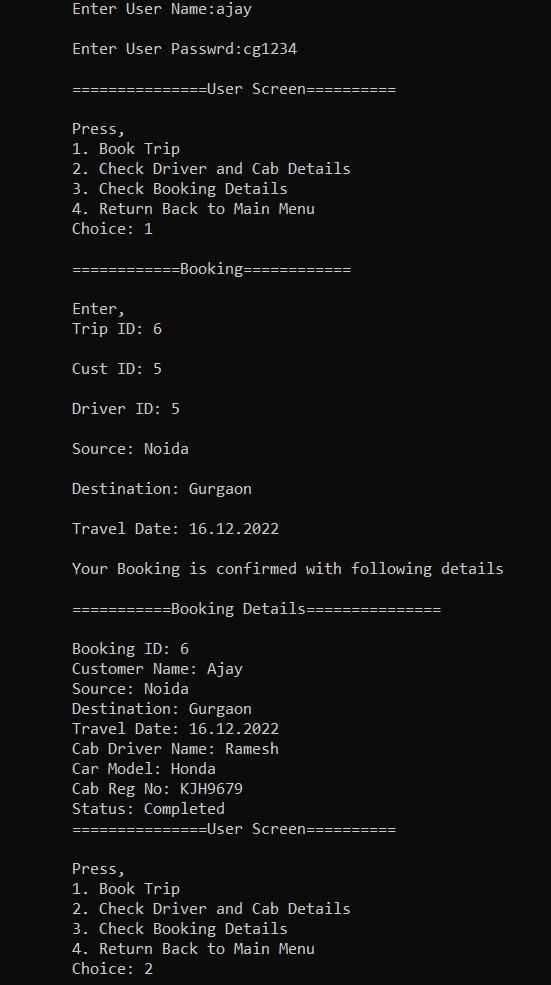 Enter User Name:ajay
Enter User Passwrd:cg1234
===============User Screen==========
Press,
1. Book Trip
2. Check Driver and Cab Details
3. Check Booking Details
4. Return Back to Main Menu
Choice: 1
============Booking============
Enter,
Trip ID: 6
Cust ID: 5
Driver ID: 5
Source: Noida
Destination: Gurgaon
Travel Date: 16.12.2022
Your Booking is confirmed with following details
===========Booking Details===============
Booking ID: 6
Customer Name: Ajay
Source: Noida
Destination: Gurgaon
Travel Date: 16.12.2022
Cab Driver Name: Ramesh
Car Model: Honda
Cab Reg No: KJH9679
Status: Completed
===============User Screen==========
Press,
1. Book Trip
2. Check Driver and Cab Details
3. Check Booking Details
4. Return Back to Main Menu
Choice: 2